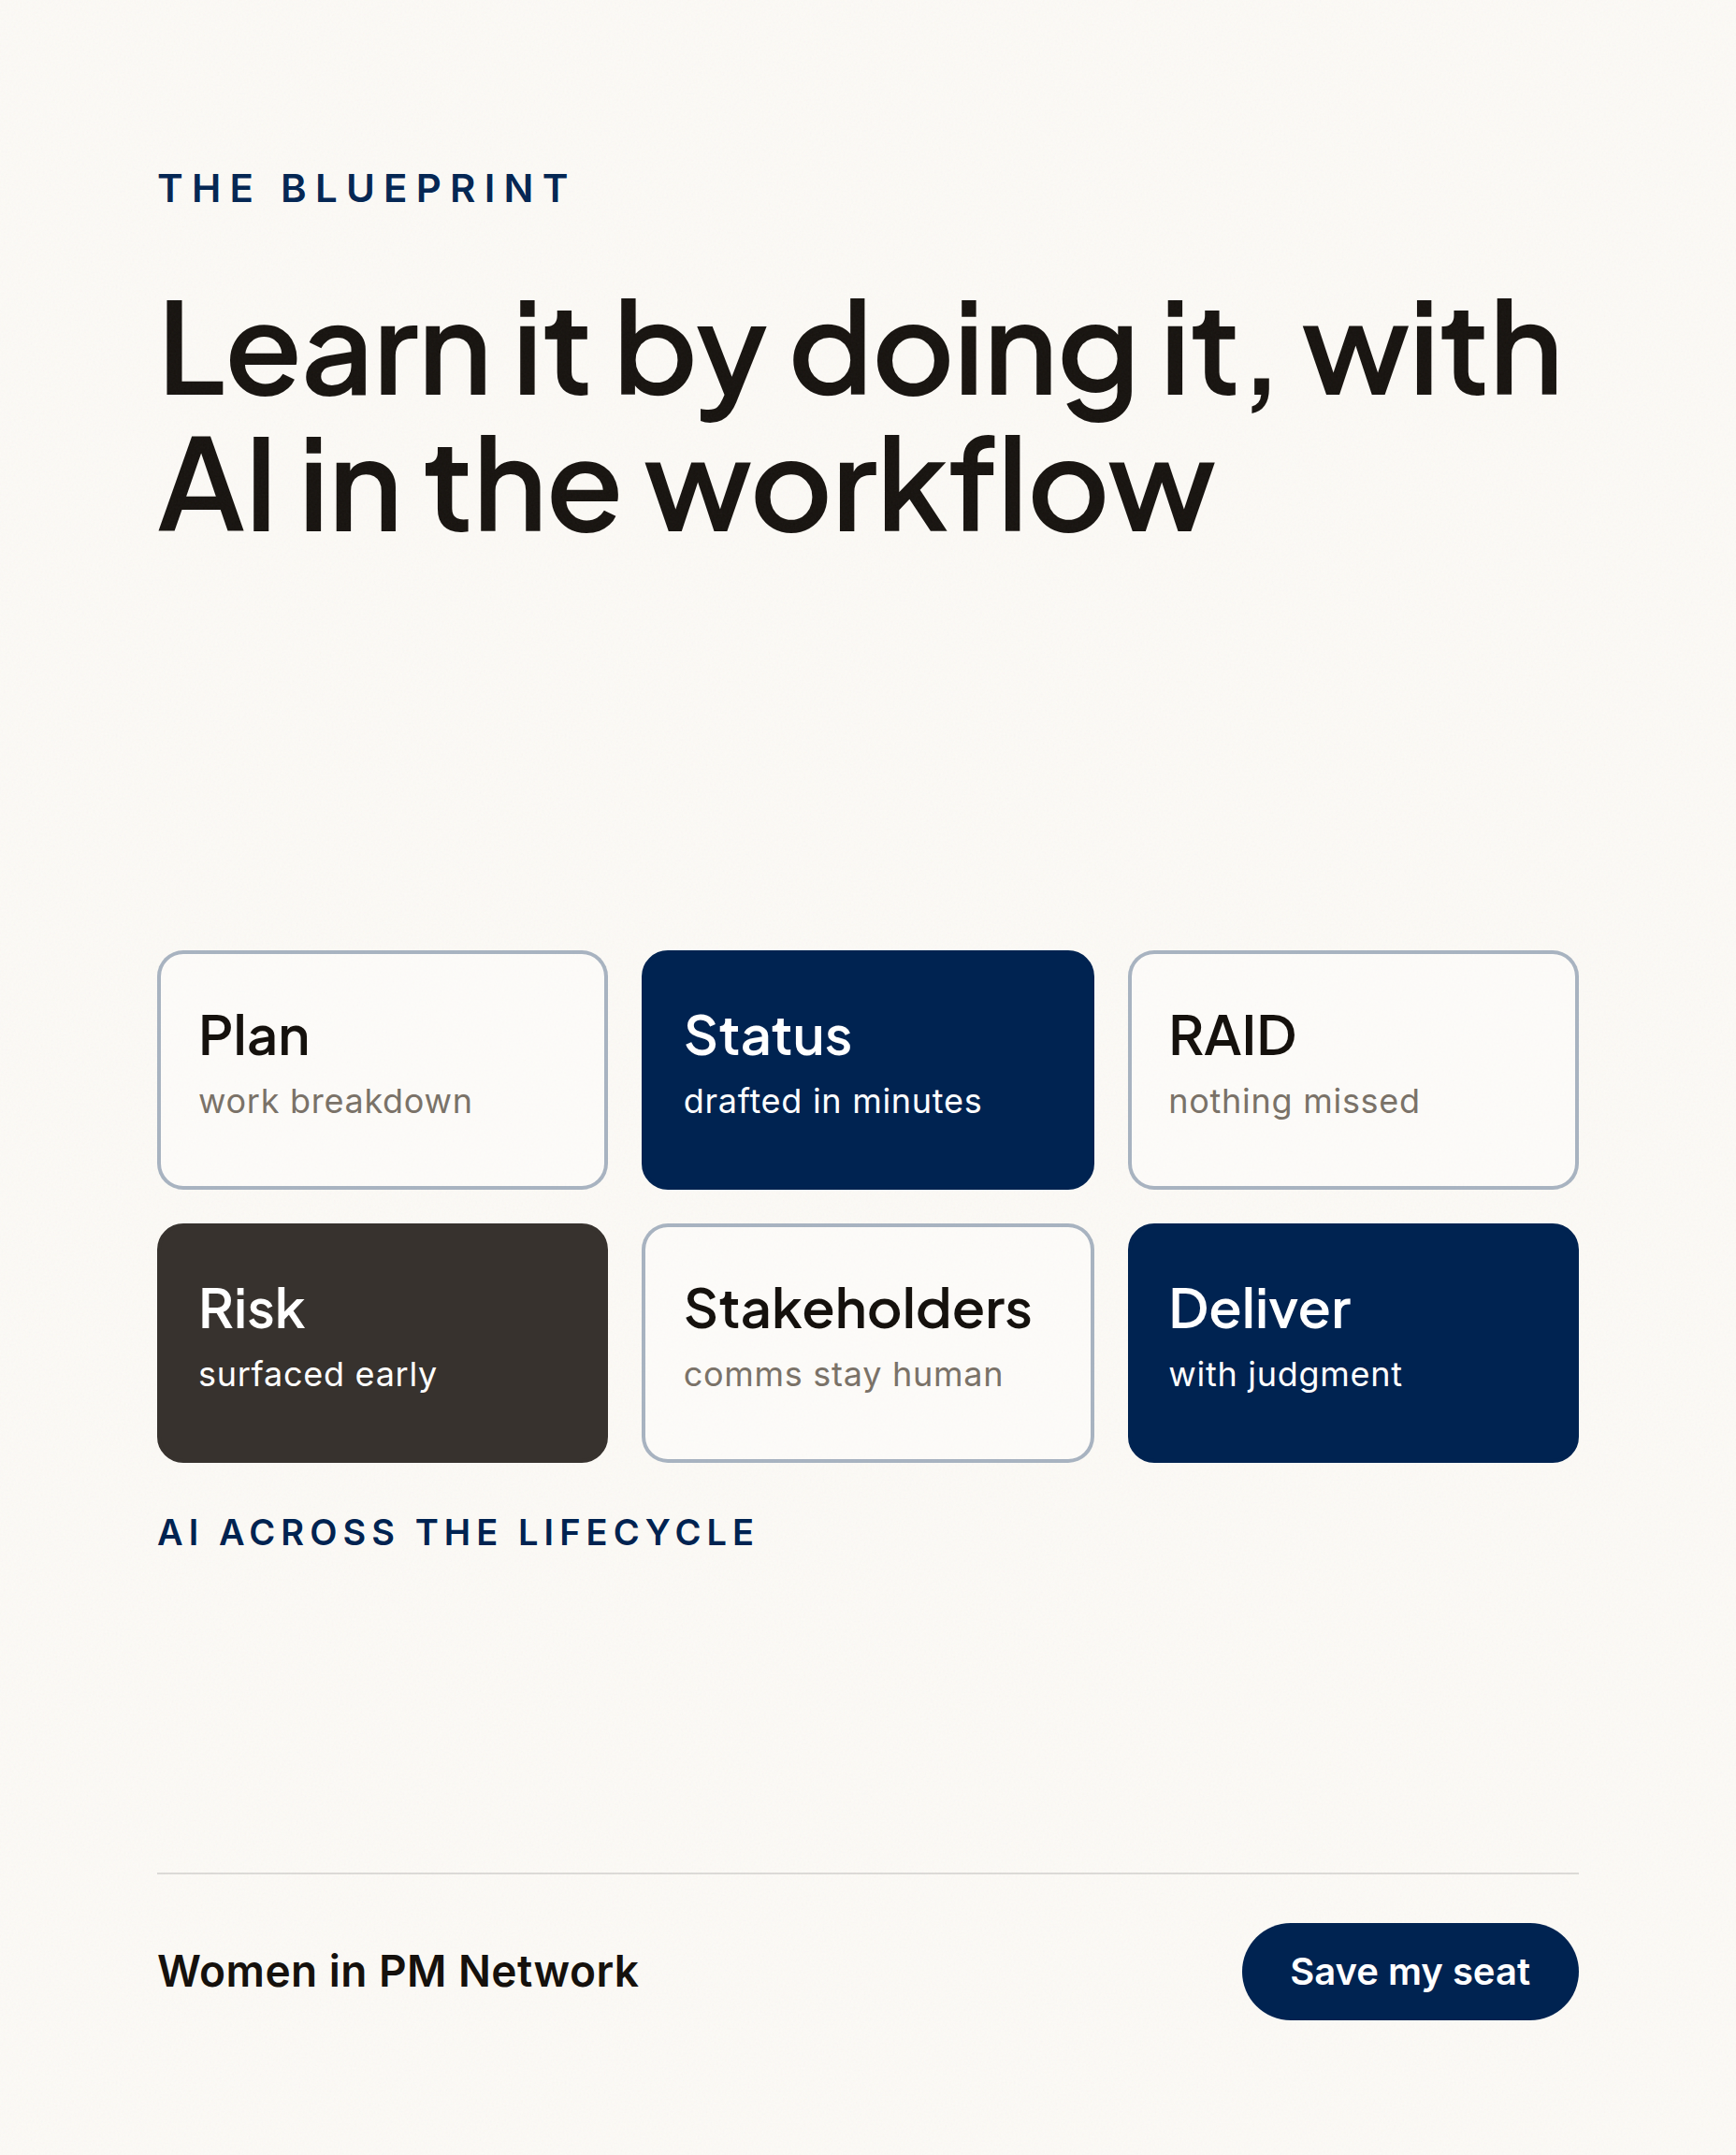 THE BLUEPRINT
Learn it by doing it, with
AI in the workflow
Plan
work breakdown
Status
drafted in minutes
RAID
nothing missed
Risk
surfaced early
Stakeholders
comms stay human
Deliver
with judgment
AI ACROSS THE LIFECYCLE
Women in PM Network
Save my seat